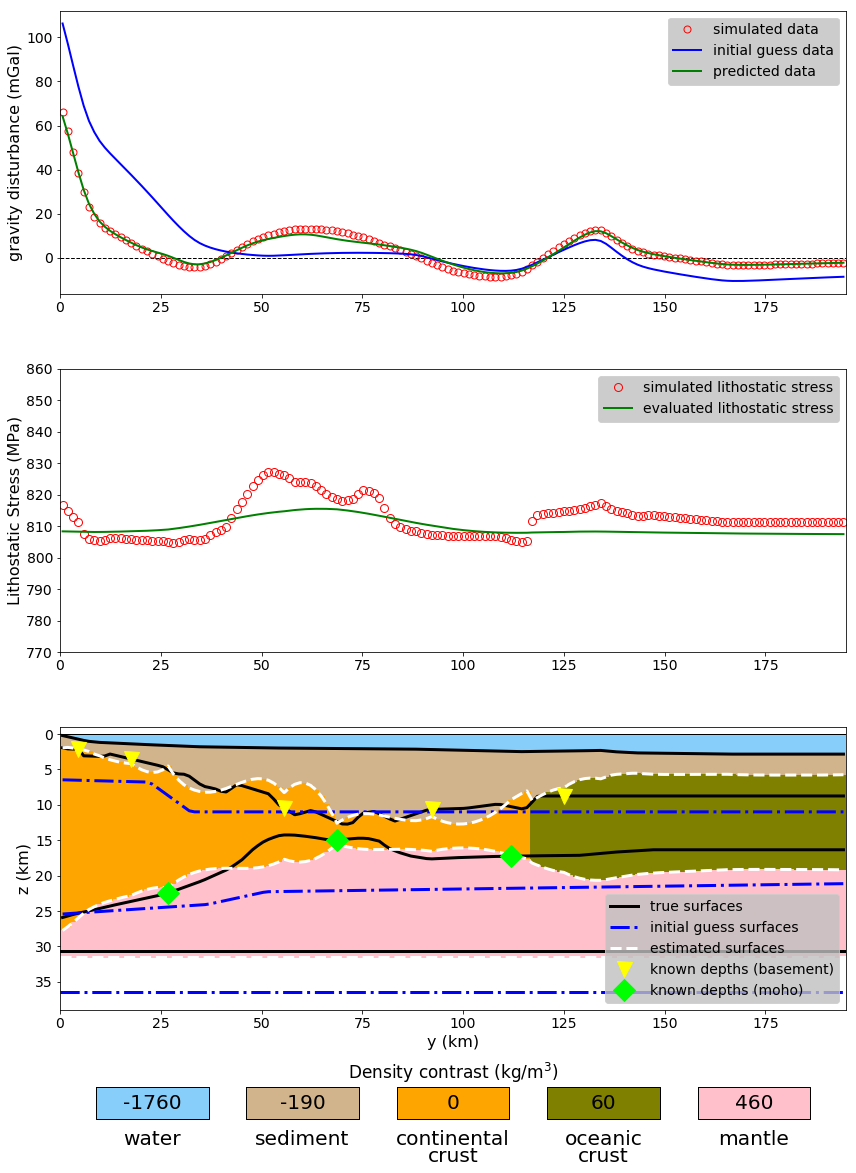 100
80
60
40
20
0
gravity disturbance (mGal)
simulated data
initial guess data
predicted data
0 25 50 75 100 125 150 175
860
850
840
830
820
810
800
790
780
770
Lithostatic Stress (MPa)
simulated lithostatic stress
evaluated lithostatic stress
0 25 50 75 100 125 150 175
0
5
10
15
20
25
30
35
z (km)
true surfaces
initial guess surfaces
estimated surfaces
known depths (basement)
known depths (moho)
0 25 50 75 100 125 150 175
y (km)
Density contrast (kg/m³)
-1760 -190 0 60 460
water sediment continental oceanic mantle
crust crust